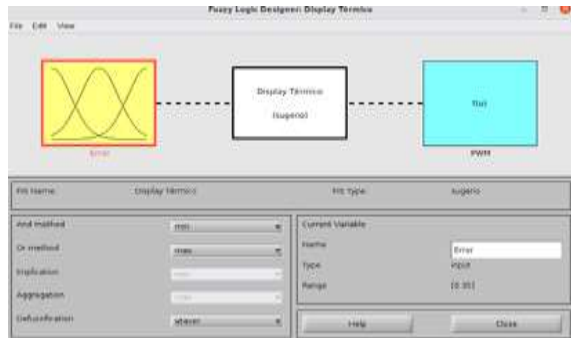 Fuzzy Logic Designer: Display Térmico
File Edit View
Display Térmico
(sugeno)
f(u)
Error
PWM
FIS Name: Display Térmico FIS Type: sugeno
And method min
Or method max
Implication
Aggregation
Defuzzification wtaver
Current Variable
Name Error
Type input
Range [0 35]
Help Close